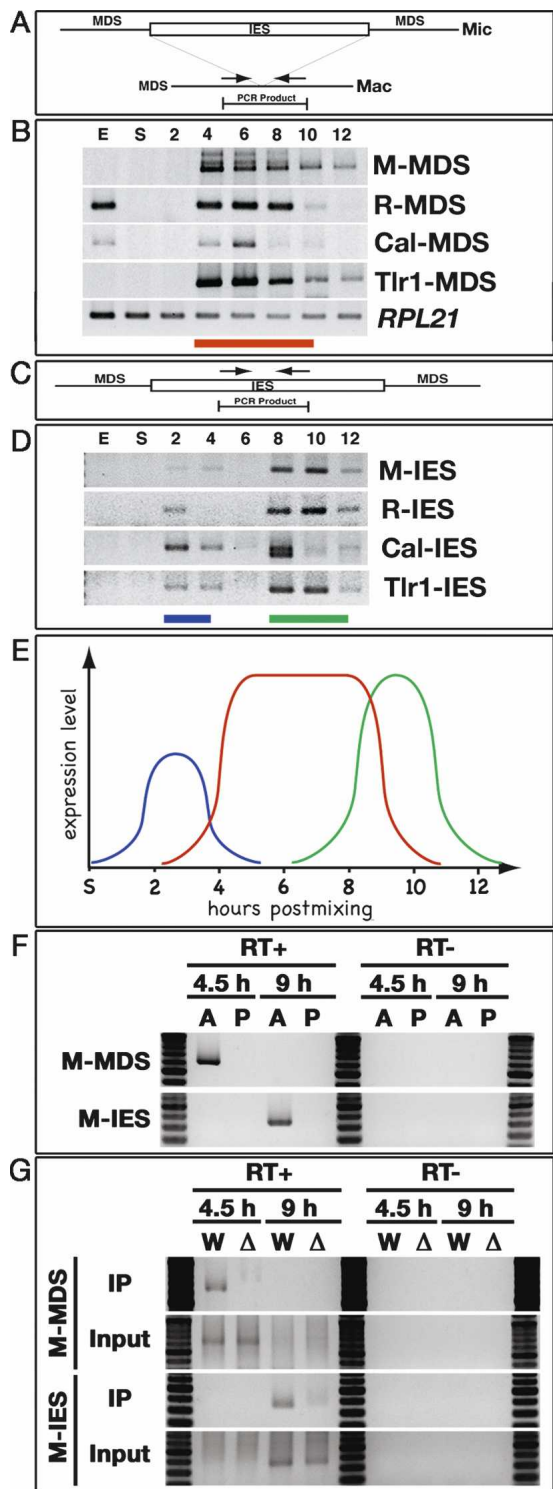 A
MDS IES MDS Mic
MDS Mac
PCR Product
B
E S 2 4 6 8 10 12
M-MDS
R-MDS
Cal-MDS
Tlr1-MDS
RPL21
C
MDS IES MDS
PCR Product
D
E S 2 4 6 8 10 12
M-IES
R-IES
Cal-IES
Tlr1-IES
E
expression level
S 2 4 6 8 10 12
hours postmixing
F
RT+ RT-
4.5 h 9 h 4.5 h 9 h
A P A P A P A P
M-MDS
M-IES
G
RT+ RT-
4.5 h 9 h 4.5 h 9 h
W Δ W Δ W Δ W Δ
M-MDS
IP
Input
M-IES
IP
Input